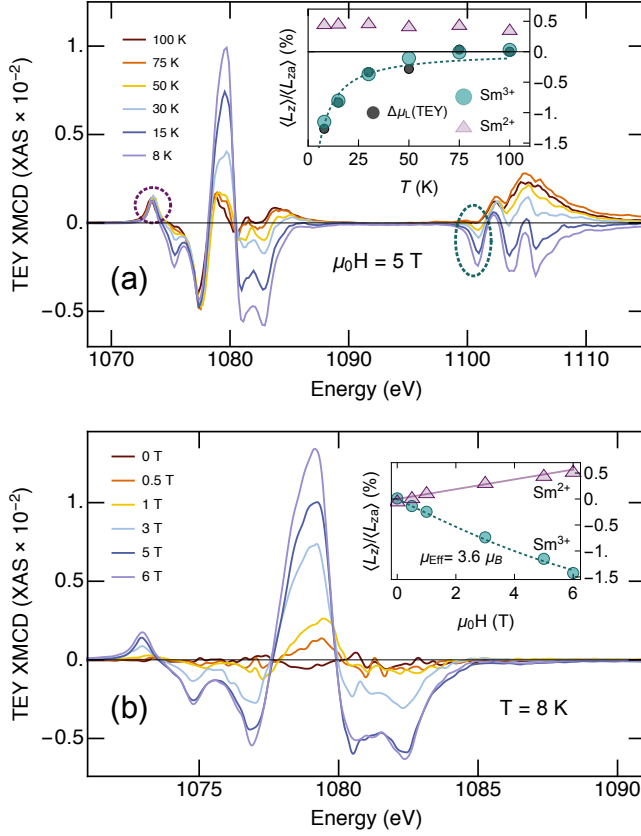 TEY XMCD (XAS × 10⁻²)
1.
0.5
0.
−0.5
100 K
75 K
50 K
30 K
15 K
8 K
(a)
μ₀H = 5 T
1070 1080 1090 1100 1110
Energy (eV)
⟨L_z⟩/⟨L_za⟩ (%)
0.5
0.
−0.5
−1.
−1.5
Sm³⁺
Δμ_L(TEY)
Sm²⁺
25 50 75 100
T (K)
TEY XMCD (XAS × 10⁻²)
1.
0.5
0.
−0.5
0 T
0.5 T
1 T
3 T
5 T
6 T
(b)
T = 8 K
1075 1080 1085 1090
Energy (eV)
⟨L_z⟩/⟨L_za⟩ (%)
0.5
0.
−0.5
−1.
−1.5
Sm²⁺
Sm³⁺
μ_Eff = 3.6 μ_B
0 2 4 6
μ₀H (T)